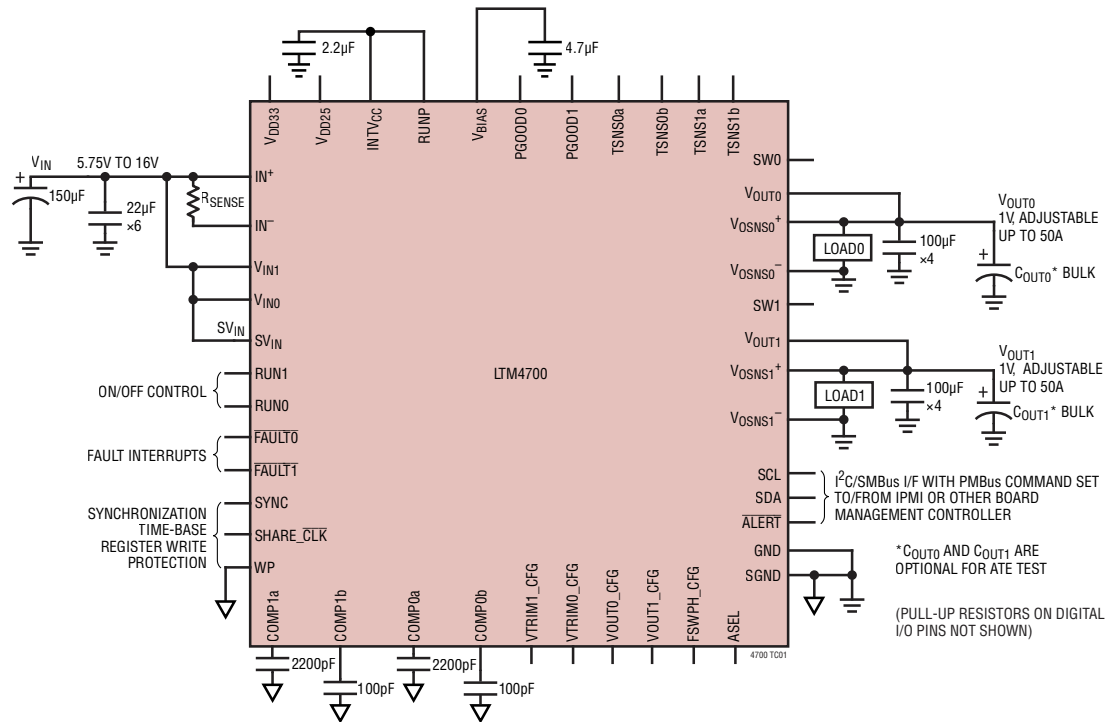 2.2µF
4.7µF
VDD33
VDD25
INTVCC
RUNP
VBIAS
PGOOD0
PGOOD1
TSNS0a
TSNS0b
TSNS1a
TSNS1b
VIN
5.75V TO 16V
+
150µF
22µF
×6
RSENSE
IN+
IN−
VIN1
VIN0
SVIN
SVIN
ON/OFF CONTROL
RUN1
RUN0
FAULT INTERRUPTS
FAULT0
FAULT1
SYNCHRONIZATION
TIME-BASE
REGISTER WRITE
PROTECTION
SYNC
SHARE_CLK
WP
LTM4700
SW0
VOUT0
VOSNS0+
VOSNS0−
LOAD0
100µF
×4
+
COUT0* BULK
VOUT0
1V, ADJUSTABLE
UP TO 50A
SW1
VOUT1
VOSNS1+
VOSNS1−
LOAD1
100µF
×4
+
COUT1* BULK
VOUT1
1V, ADJUSTABLE
UP TO 50A
SCL
SDA
ALERT
I2C/SMBus I/F WITH PMBus COMMAND SET
TO/FROM IPMI OR OTHER BOARD
MANAGEMENT CONTROLLER
GND
SGND
*COUT0 AND COUT1 ARE
OPTIONAL FOR ATE TEST
(PULL-UP RESISTORS ON DIGITAL
I/O PINS NOT SHOWN)
COMP1a
COMP1b
COMP0a
COMP0b
VTRIM1_CFG
VTRIM0_CFG
VOUT0_CFG
VOUT1_CFG
FSWPH_CFG
ASEL
4700 TC01
2200pF
100pF
2200pF
100pF